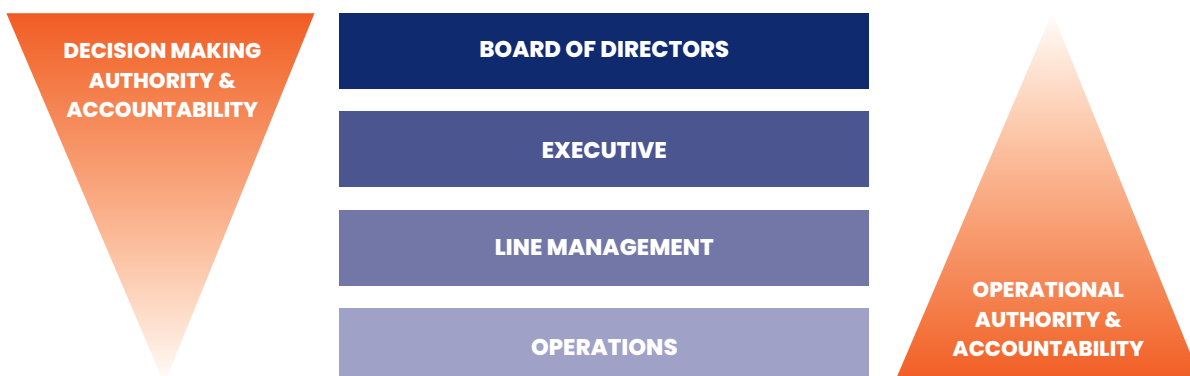 DECISION MAKING
AUTHORITY &
ACCOUNTABILITY
BOARD OF DIRECTORS
EXECUTIVE
LINE MANAGEMENT
OPERATIONS
OPERATIONAL
AUTHORITY &
ACCOUNTABILITY